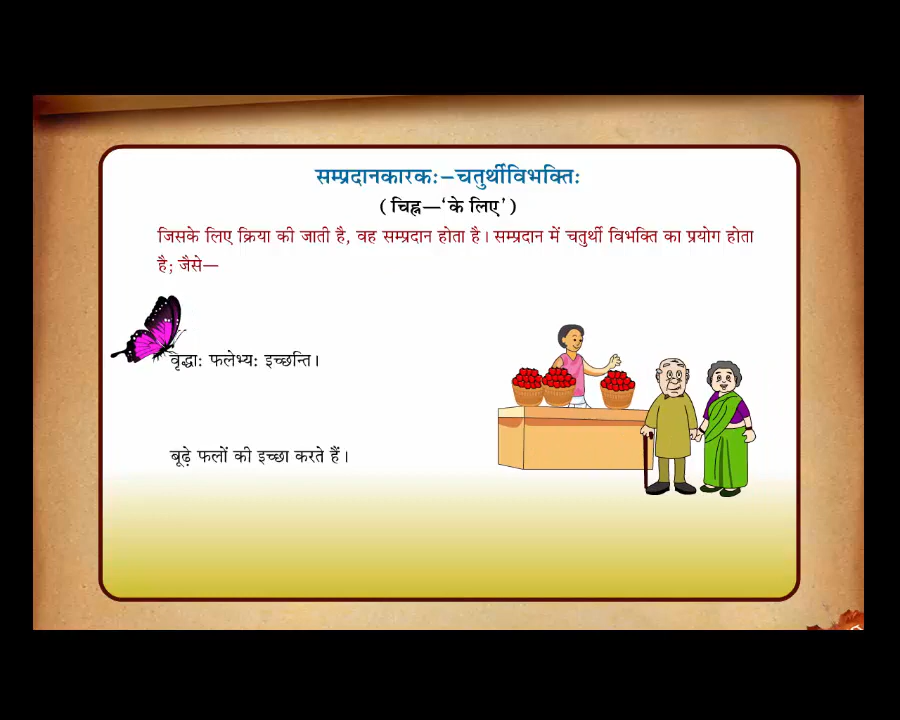 सम्प्रदानकारकः–चतुर्थीविभक्तिः
(चिह्न—‘के लिए’)
जिसके लिए क्रिया की जाती है, वह सम्प्रदान होता है। सम्प्रदान में चतुर्थी विभक्ति का प्रयोग होता
है; जैसे—
वृद्धाः फलेभ्यः इच्छन्ति।
बूढ़े फलों की इच्छा करते हैं।